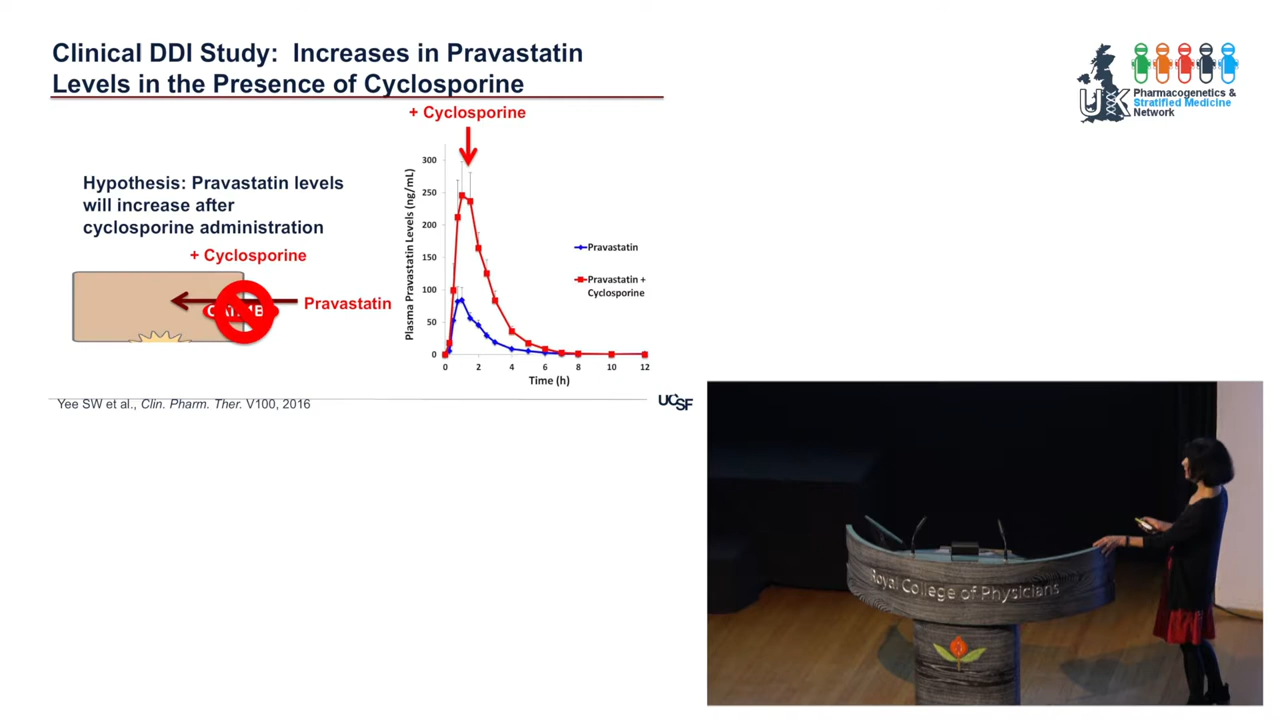 Clinical DDI Study: Increases in Pravastatin
Levels in the Presence of Cyclosporine
+ Cyclosporine
Hypothesis: Pravastatin levels
will increase after
cyclosporine administration
+ Cyclosporine
Pravastatin
Plasma Pravastatin Levels (ng/mL)
300
250
200
150
100
50
0
0 2 4 6 8 10 12
Time (h)
Pravastatin
Pravastatin +
Cyclosporine
Yee SW et al., Clin. Pharm. Ther. V100, 2016
UCSF
UK
Pharmacogenetics &
Stratified Medicine
Network
Royal College of Physicians